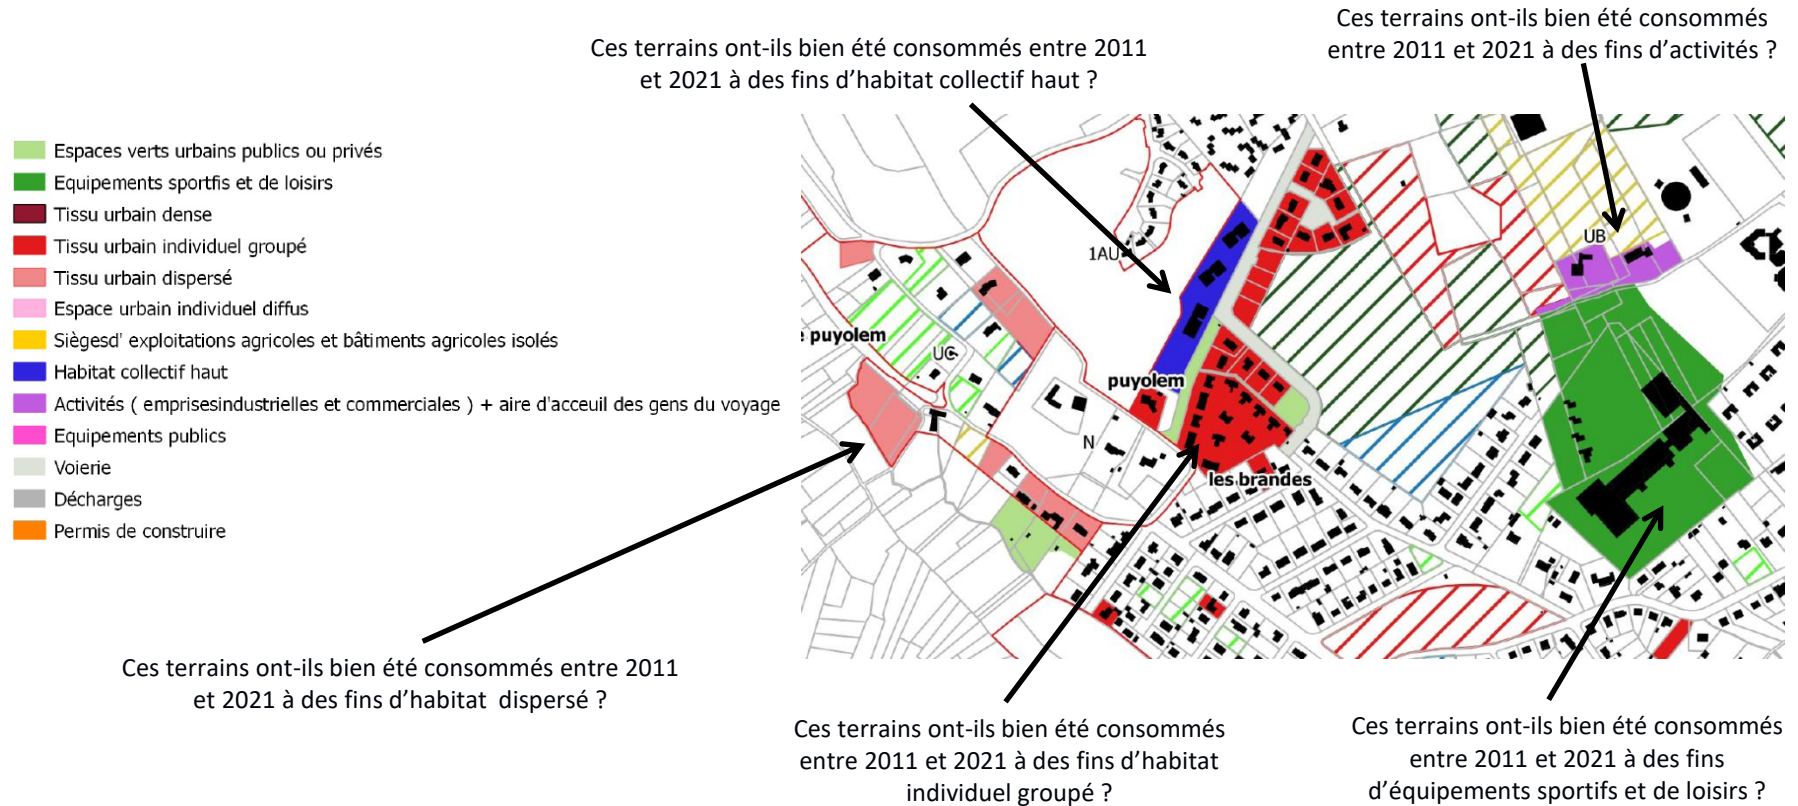 Ces terrains ont-ils bien été consommés
entre 2011 et 2021 à des fins d’activités ?
Ces terrains ont-ils bien été consommés entre 2011
et 2021 à des fins d’habitat collectif haut ?
Espaces verts urbains publics ou privés
Equipements sportfis et de loisirs
Tissu urbain dense
Tissu urbain individuel groupé
Tissu urbain dispersé
Espace urbain individuel diffus
Siègesd' exploitations agricoles et bâtiments agricoles isolés
Habitat collectif haut
Activités ( emprisesindustrielles et commerciales ) + aire d'acceuil des gens du voyage
Equipements publics
Voierie
Décharges
Permis de construire
UB
1AU
e puyolem
UC
puyolem
N
les brandes
Ces terrains ont-ils bien été consommés entre 2011
et 2021 à des fins d’habitat dispersé ?
Ces terrains ont-ils bien été consommés
entre 2011 et 2021 à des fins d’habitat
individuel groupé ?
Ces terrains ont-ils bien été consommés
entre 2011 et 2021 à des fins
d’équipements sportifs et de loisirs ?